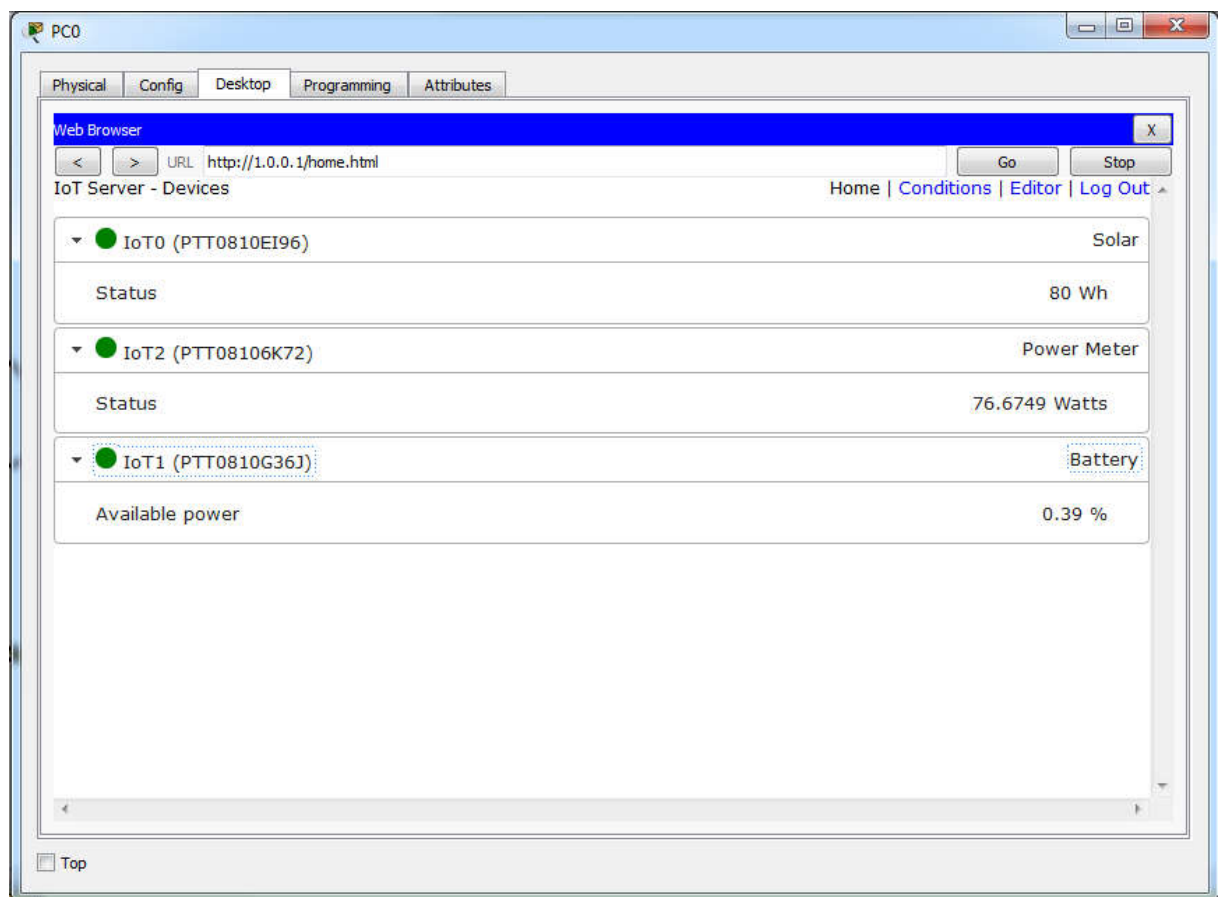 PC0
Physical Config Desktop Programming Attributes
Web Browser X
< > URL http://1.0.0.1/home.html Go Stop
IoT Server - Devices Home | Conditions | Editor | Log Out
IoT0 (PTT0810EI96) Solar
Status 80 Wh
IoT2 (PTT08106K72) Power Meter
Status 76.6749 Watts
IoT1 (PTT0810G36J) Battery
Available power 0.39 %
Top